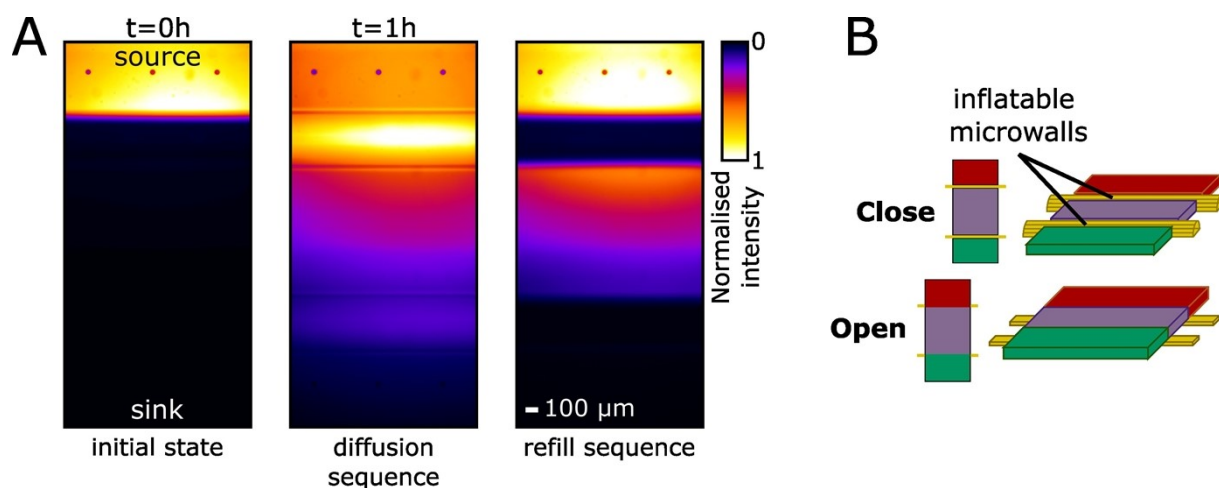 A
t=0h
source
sink
initial state
t=1h
diffusion
sequence
100 µm
refill sequence
0
1
Normalised
intensity
B
inflatable
microwalls
Close
Open